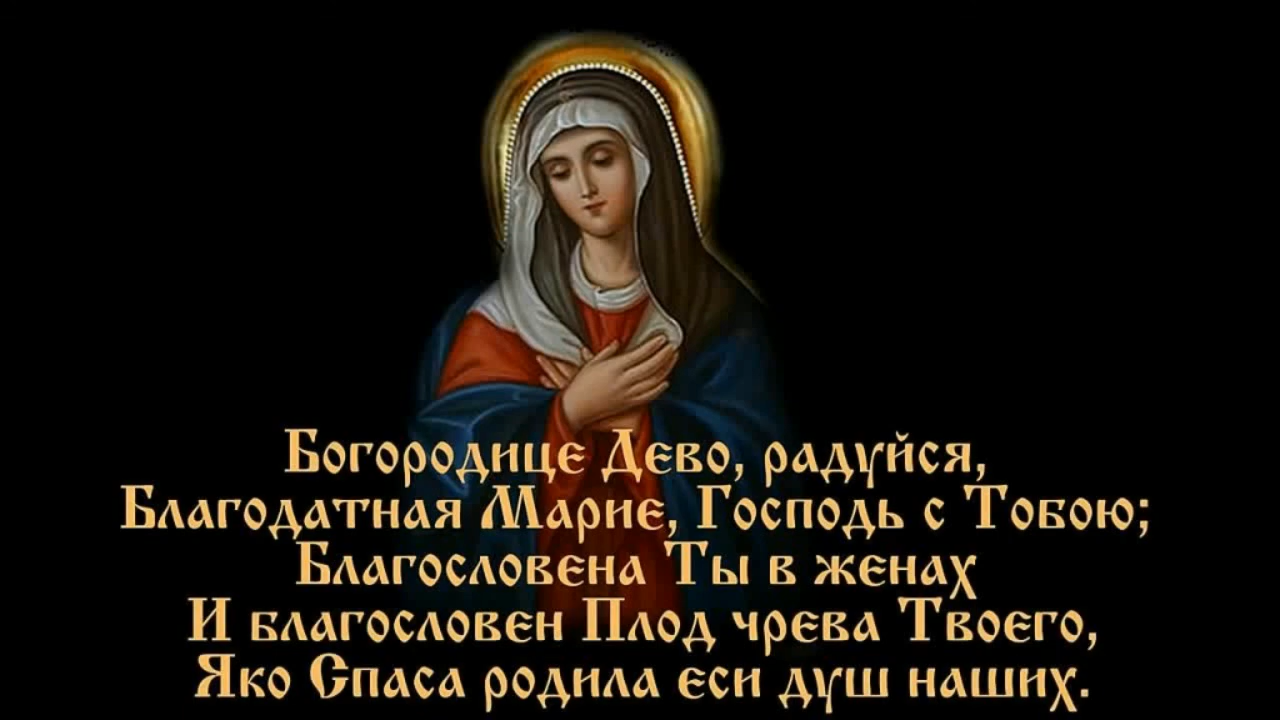 Богородице Дево, радуйся,
Благодатная Марие, Господь с Тобою;
Благословена Ты в женах
И благословен Плод чрева Твоего,
Яко Спаса родила еси душ наших.